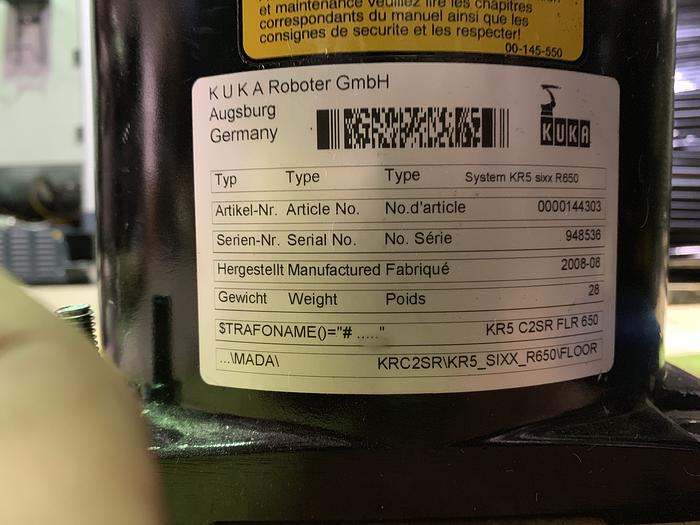 et maintenance veuillez lire les chapitres
correspondants du manuel ainsi que les
consignes de securite et les respecter!
00-145-550
K U K A Roboter GmbH
Augsburg
Germany
KUKA
Typ Type Type System KR5 sixx R650
Artikel-Nr. Article No. No.d'article 0000144303
Serien-Nr. Serial No. No. Série 948536
Hergestellt Manufactured Fabriqué 2008-08
Gewicht Weight Poids 28
$TRAFONAME()="# ....." KR5 C2SR FLR 650
...\MADA\ KRC2SR\KR5_SIXX_R650\FLOOR